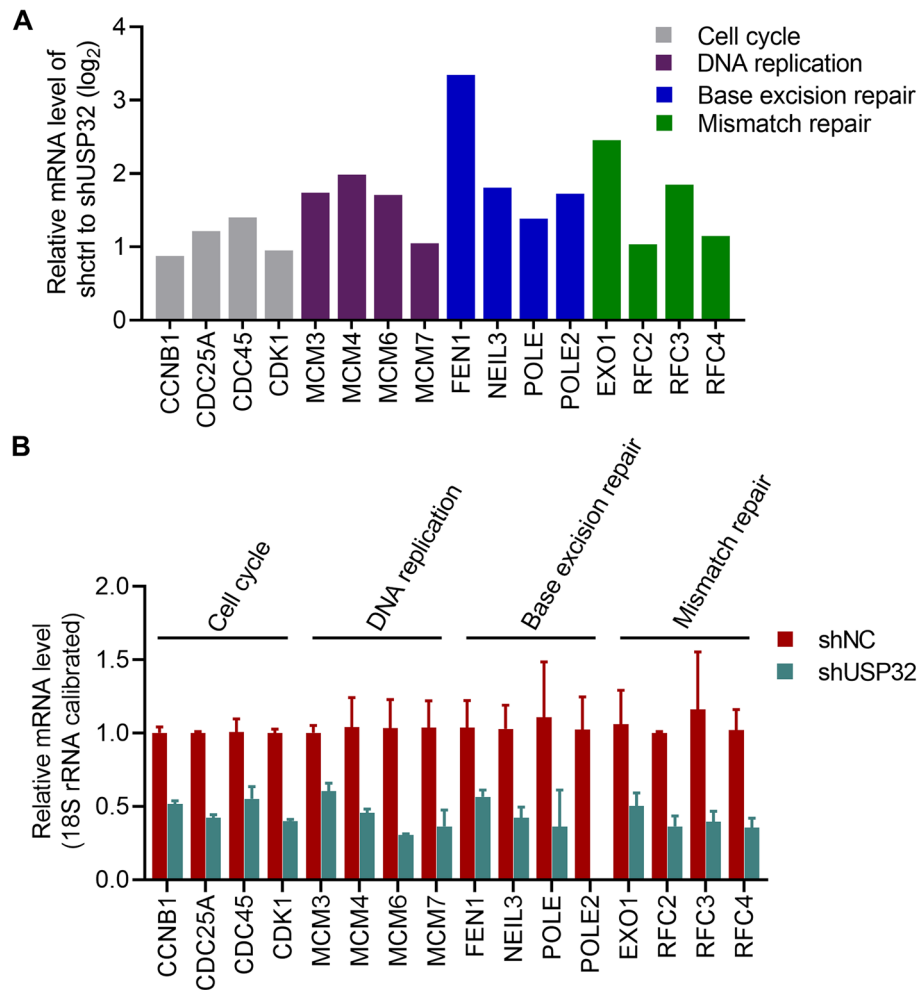 A
Relative mRNA level of
shctrl to shUSP32 (log2)
4
3
2
1
0
Cell cycle
DNA replication
Base excision repair
Mismatch repair
CCNB1
CDC25A
CDC45
CDK1
MCM3
MCM4
MCM6
MCM7
FEN1
NEIL3
POLE
POLE2
EXO1
RFC2
RFC3
RFC4
B
Relative mRNA level
(18S rRNA calibrated)
2.0
1.5
1.0
0.5
0.0
Cell cycle
DNA replication
Base excision repair
Mismatch repair
shNC
shUSP32
CCNB1
CDC25A
CDC45
CDK1
MCM3
MCM4
MCM6
MCM7
FEN1
NEIL3
POLE
POLE2
EXO1
RFC2
RFC3
RFC4